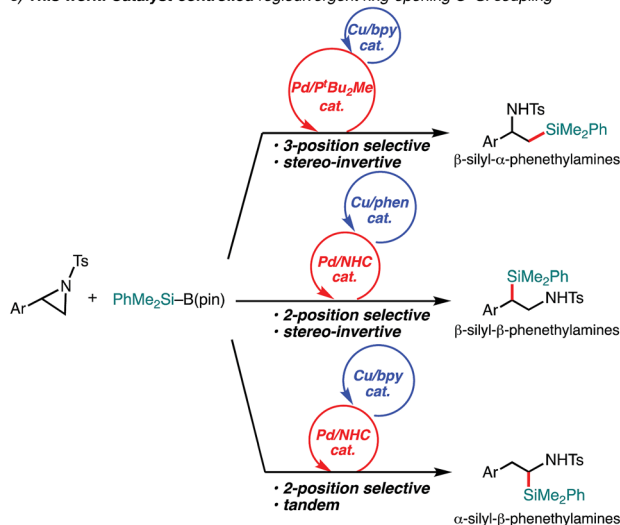 c) This work: Catalyst-controlled regiodivergent ring-opening C–Si coupling
Cu/bpy
cat.
Pd/PᵗBu₂Me
cat.
• 3-position selective
• stereo-invertive
NHTs
SiMe₂Ph
Ar
β-silyl-α-phenethylamines
Cu/phen
cat.
Pd/NHC
cat.
Ts
N
Ar
+
PhMe₂Si–B(pin)
• 2-position selective
• stereo-invertive
SiMe₂Ph
Ar
NHTs
β-silyl-β-phenethylamines
Cu/bpy
cat.
Pd/NHC
cat.
• 2-position selective
• tandem
Ar
NHTs
SiMe₂Ph
α-silyl-β-phenethylamines